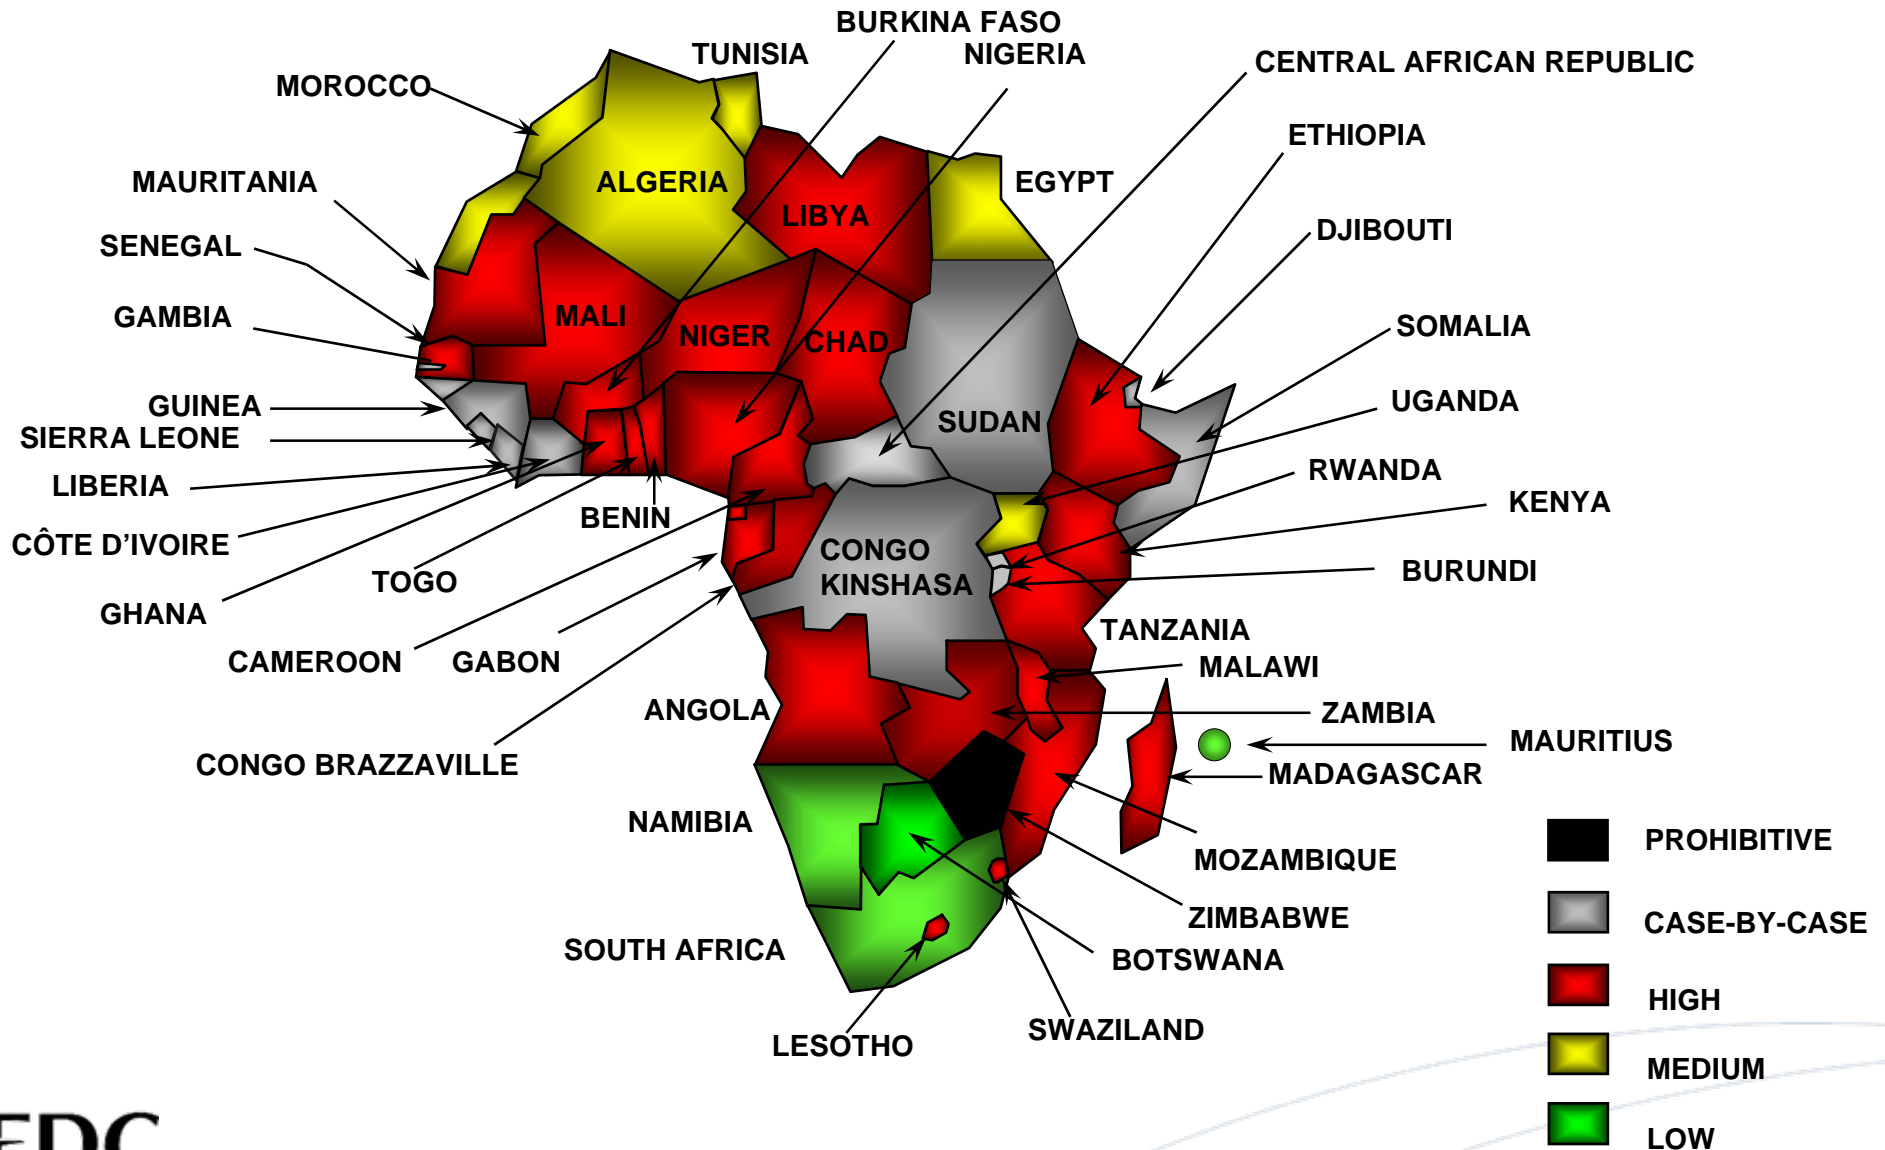 BURKINA FASO
TUNISIA
NIGERIA
CENTRAL AFRICAN REPUBLIC
MOROCCO
ETHIOPIA
MAURITANIA
ALGERIA
EGYPT
LIBYA
DJIBOUTI
SENEGAL
GAMBIA
MALI
NIGER
CHAD
SOMALIA
GUINEA
UGANDA
SIERRA LEONE
SUDAN
LIBERIA
RWANDA
BENIN
KENYA
CÔTE D'IVOIRE
CONGO
KINSHASA
TOGO
BURUNDI
GHANA
TANZANIA
CAMEROON
GABON
MALAWI
ANGOLA
ZAMBIA
MAURITIUS
CONGO BRAZZAVILLE
MADAGASCAR
NAMIBIA
MOZAMBIQUE
ZIMBABWE
SOUTH AFRICA
BOTSWANA
SWAZILAND
LESOTHO
PROHIBITIVE
CASE-BY-CASE
HIGH
MEDIUM
LOW
EDC